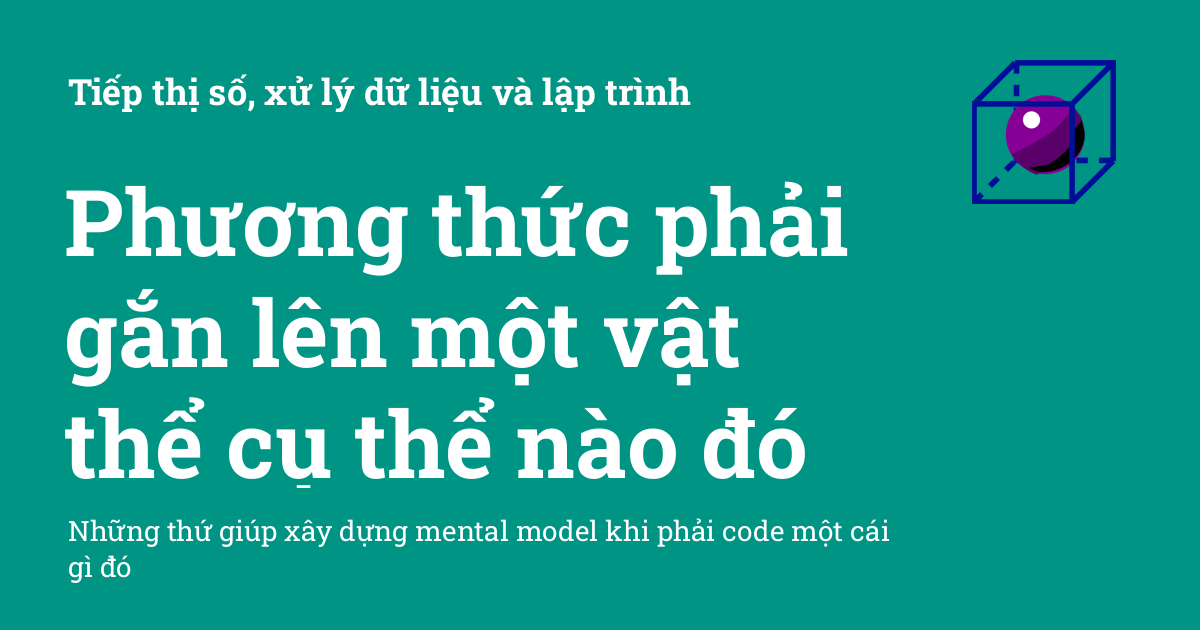 Tiếp thị số, xử lý dữ liệu và lập trình
Phương thức phải
gắn lên một vật
thể cụ thể nào đó
Những thứ giúp xây dựng mental model khi phải code một cái
gì đó